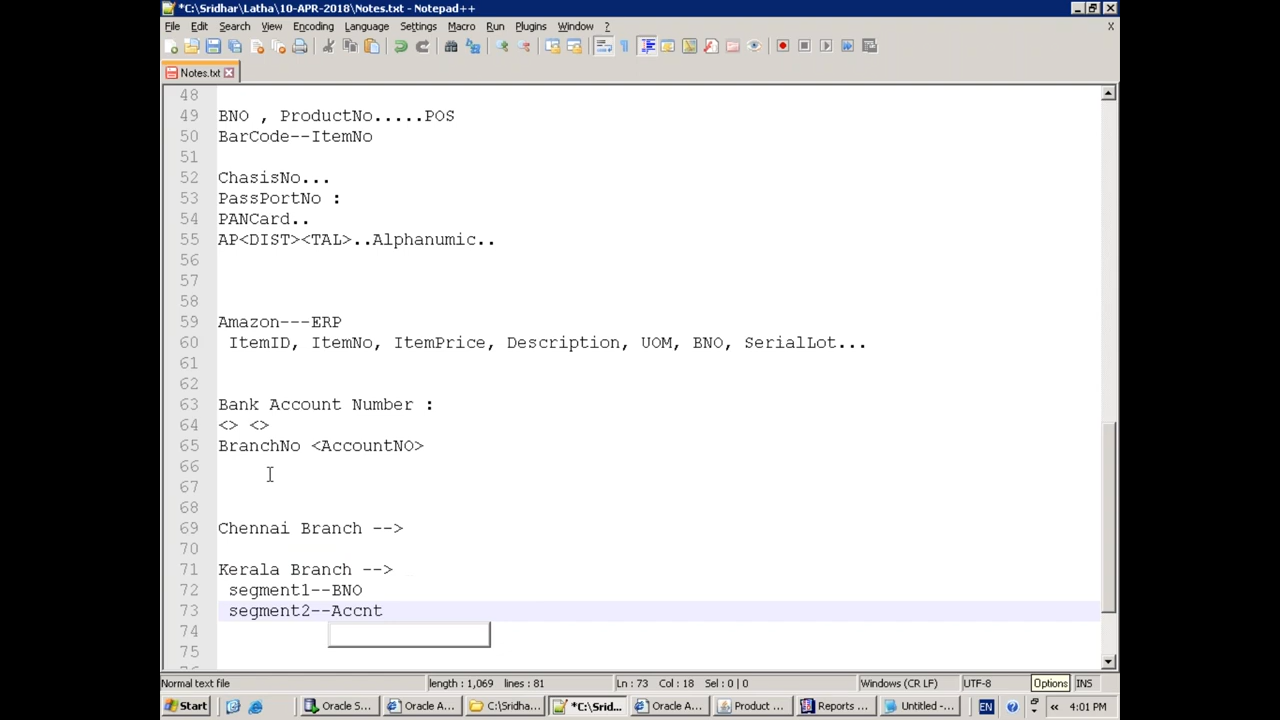 *C:\Sridhar\Latha\10-APR-2018\Notes.txt - Notepad++
File Edit Search View Encoding Language Settings Macro Run Plugins Window ? X
Notes.txt
48
49 BNO , ProductNo.....POS
50 BarCode--ItemNo
51
52 ChasisNo...
53 PassPortNo :
54 PANCard..
55 AP<DIST><TAL>..Alphanumic..
56
57
58
59 Amazon---ERP
60 ItemID, ItemNo, ItemPrice, Description, UOM, BNO, SerialLot...
61
62
63 Bank Account Number :
64 <> <>
65 BranchNo <AccountNO>
66
67
68
69 Chennai Branch -->
70
71 Kerala Branch -->
72 segment1--BNO
73 segment2--Accnt
74
75
Normal text file length : 1,069 lines : 81 Ln : 73 Col : 18 Sel : 0 | 0 Windows (CR LF) UTF-8 Options INS
Start Oracle S... Oracle A... C:\Sridha... *C:\Srid... Oracle A... Product ... Reports ... Untitled -... EN 4:01 PM